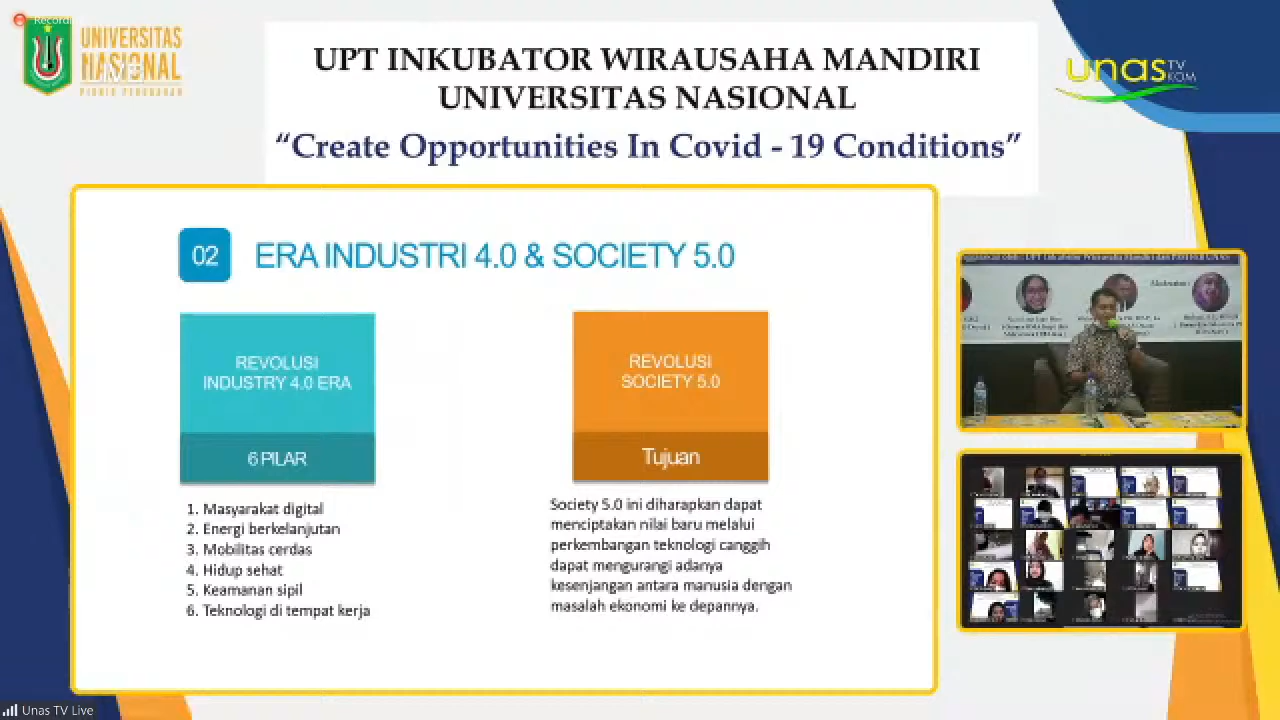 Recordi
UNIVERSITAS
NASIONAL
PIONIR PERUBAHAN
UPT INKUBATOR WIRAUSAHA MANDIRI
UNIVERSITAS NASIONAL
“Create Opportunities In Covid - 19 Conditions”
unas TV
KOM
02 ERA INDUSTRI 4.0 & SOCIETY 5.0
REVOLUSI
INDUSTRY 4.0 ERA
6 PILAR
1. Masyarakat digital
2. Energi berkelanjutan
3. Mobilitas cerdas
4. Hidup sehat
5. Keamanan sipil
6. Teknologi di tempat kerja
REVOLUSI
SOCIETY 5.0
Tujuan
Society 5.0 ini diharapkan dapat
menciptakan nilai baru melalui
perkembangan teknologi canggih
dapat mengurangi adanya
kesenjangan antara manusia dengan
masalah ekonomi ke depannya.
Moderator :
Unas TV Live